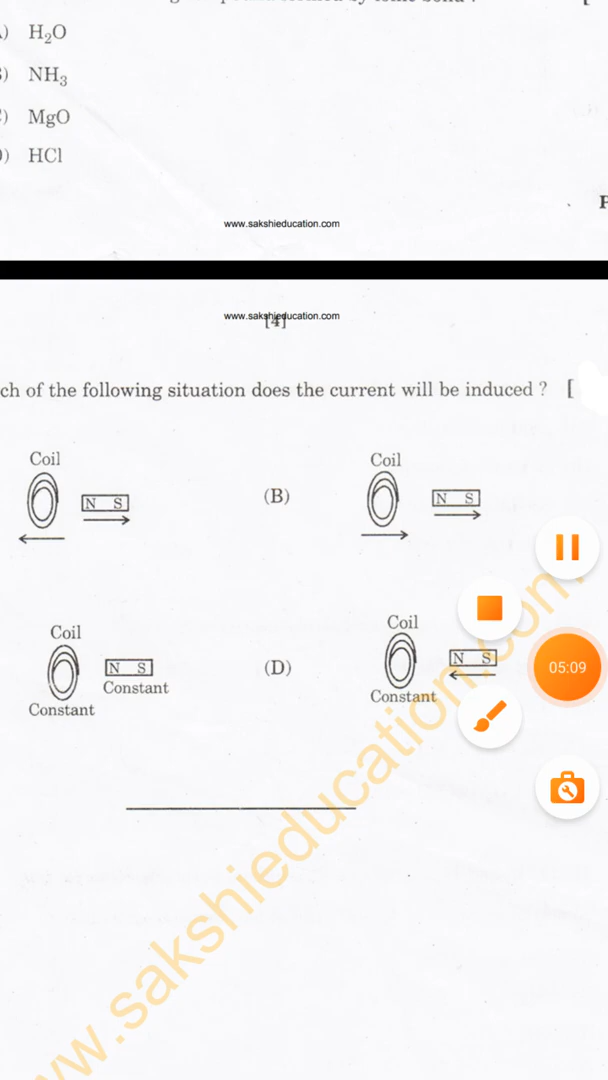 H₂O
NH₃
MgO
HCl
www.sakshieducation.com
www.sakshieducation.com
[4]
ch of the following situation does the current will be induced ? [
Coil
N S
(B)
Coil
N S
Coil
N S
Constant
Constant
(D)
Coil
N S
Constant
05:09
ww.sakshieducation.com